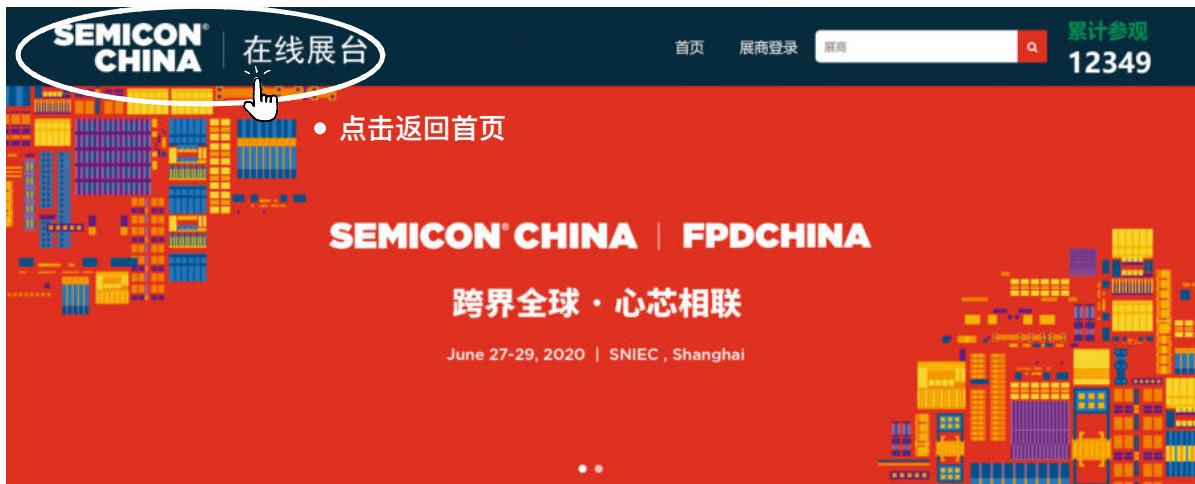 SEMICON®
CHINA
在线展台
首页 展商登录 展商
累计参观
12349
点击返回首页
SEMICON® CHINA | FPDCHINA
跨界全球·心芯相联
June 27-29, 2020 | SNIEC , Shanghai